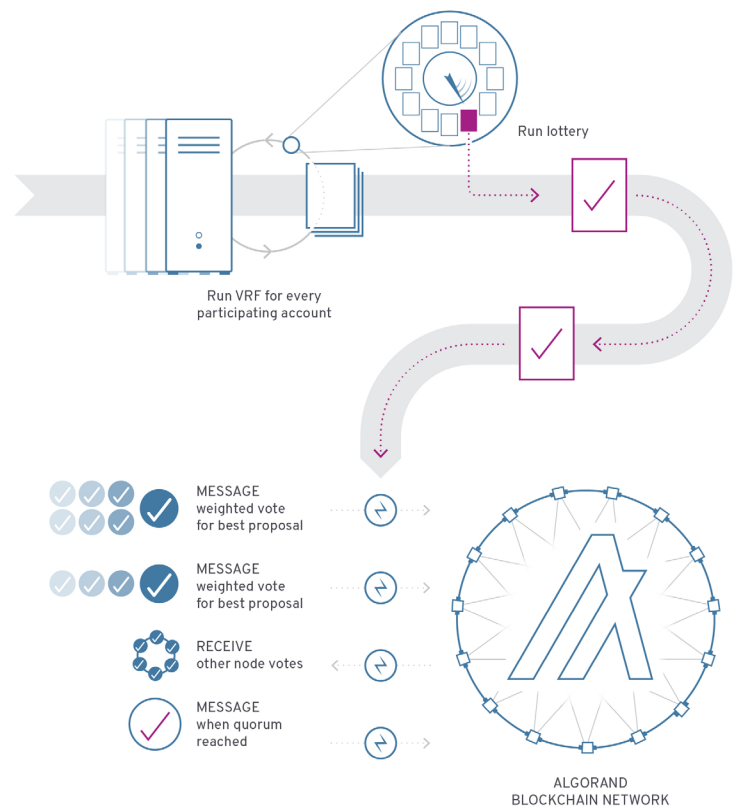 Run lottery
Run VRF for every
participating account
MESSAGE
weighted vote
for best proposal
MESSAGE
weighted vote
for best proposal
RECEIVE
other node votes
MESSAGE
when quorum
reached
ALGORAND
BLOCKCHAIN NETWORK